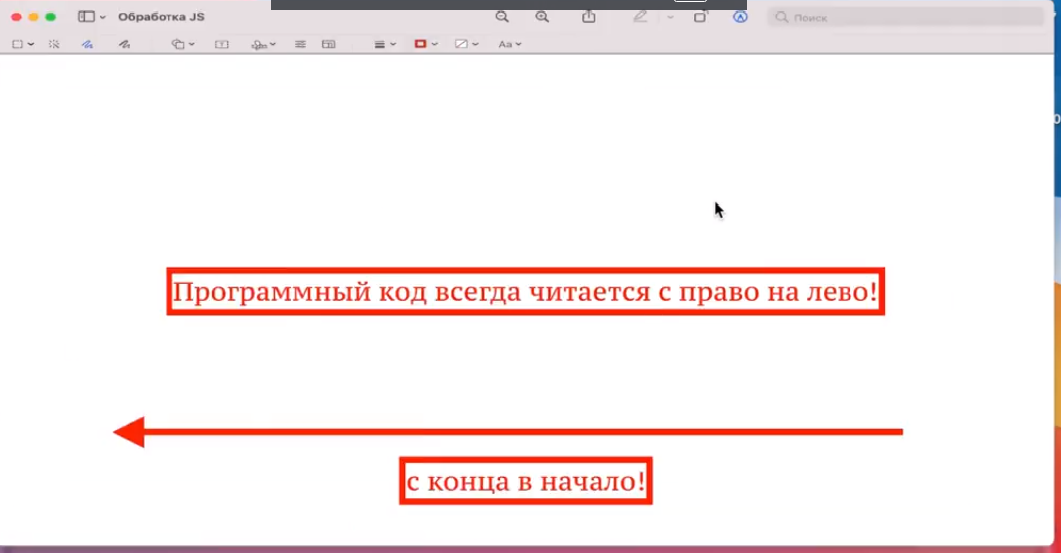 Обработка JS
Поиск
Aa
Программный код всегда читается с право на лево!
с конца в начало!